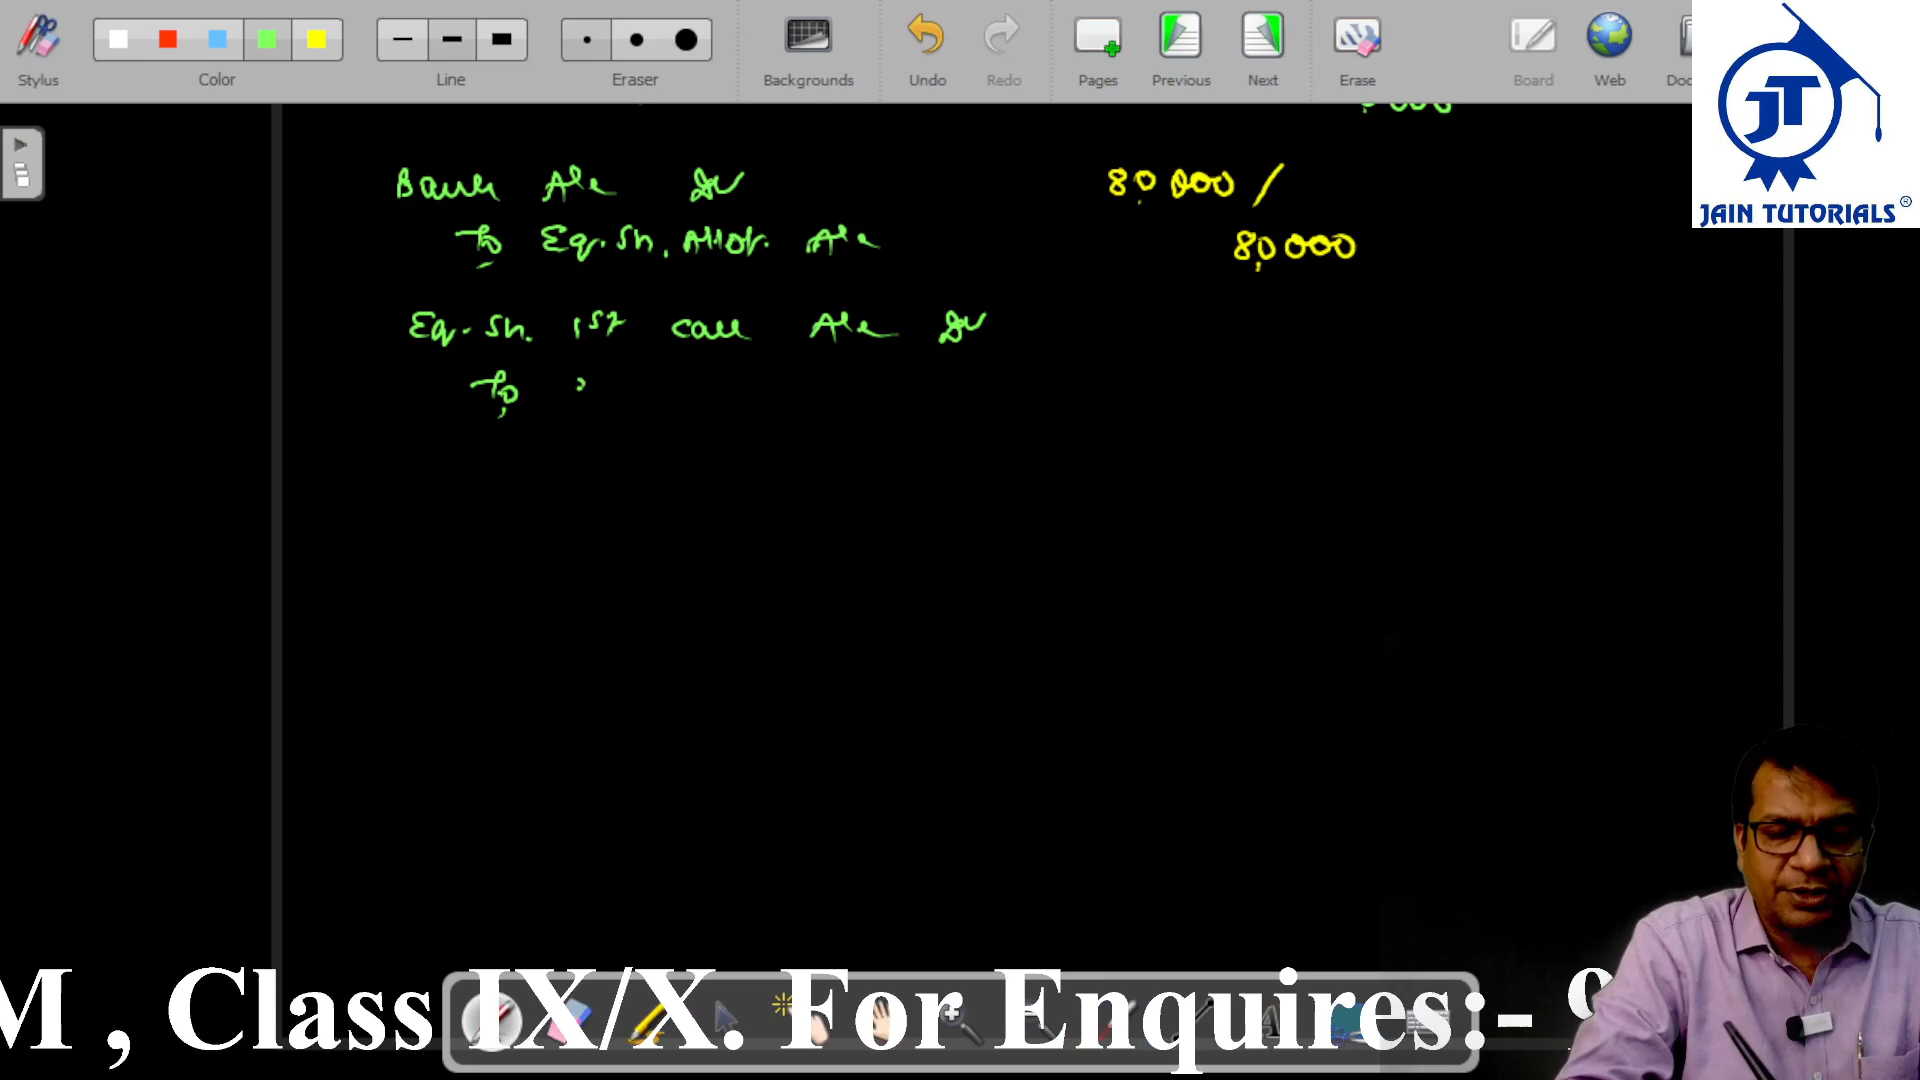 Stylus Color Line Eraser Backgrounds Undo Redo Pages Previous Next Erase Board Web
JT
JAIN TUTORIALS ®
Bank A/c Dr 80,000 /
To Eq. Sh. Allot. A/c 80,000
Eq. Sh. 1st call A/c Dr
To
M , Class IX/X. For Enquires:- 9